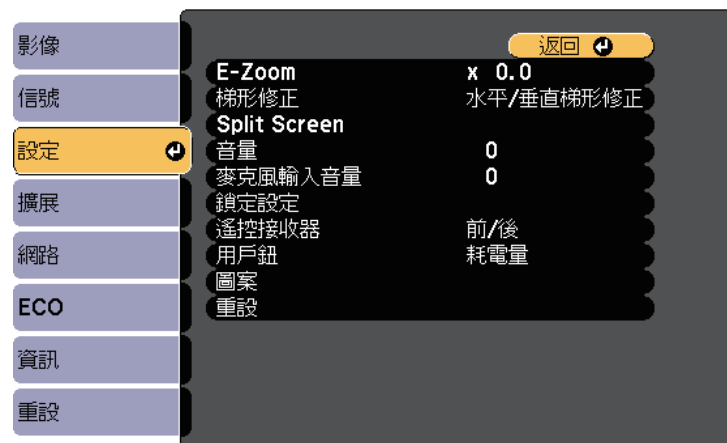 影像
信號
設定
擴展
網路
ECO
資訊
重設
返回
E-Zoom x 0.0
梯形修正 水平/垂直梯形修正
Split Screen
音量 0
麥克風輸入音量 0
鎖定設定
遙控接收器 前/後
用戶鈕 耗電量
圖案
重設